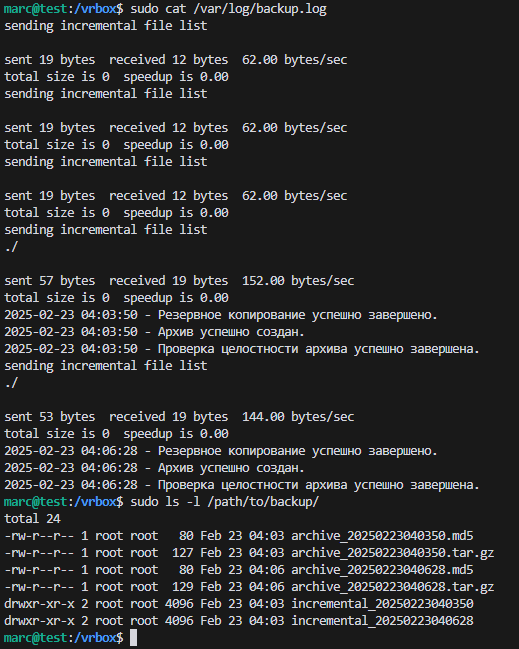 marc@test:/vrbox$ sudo cat /var/log/backup.log
sending incremental file list

sent 19 bytes  received 12 bytes  62.00 bytes/sec
total size is 0  speedup is 0.00
sending incremental file list

sent 19 bytes  received 12 bytes  62.00 bytes/sec
total size is 0  speedup is 0.00
sending incremental file list

sent 19 bytes  received 12 bytes  62.00 bytes/sec
total size is 0  speedup is 0.00
sending incremental file list
./

sent 57 bytes  received 19 bytes  152.00 bytes/sec
total size is 0  speedup is 0.00
2025-02-23 04:03:50 - Резервное копирование успешно завершено.
2025-02-23 04:03:50 - Архив успешно создан.
2025-02-23 04:03:50 - Проверка целостности архива успешно завершена.
sending incremental file list
./

sent 53 bytes  received 19 bytes  144.00 bytes/sec
total size is 0  speedup is 0.00
2025-02-23 04:06:28 - Резервное копирование успешно завершено.
2025-02-23 04:06:28 - Архив успешно создан.
2025-02-23 04:06:28 - Проверка целостности архива успешно завершена.
marc@test:/vrbox$ sudo ls -l /path/to/backup/
total 24
-rw-r--r-- 1 root root   80 Feb 23 04:03 archive_20250223040350.md5
-rw-r--r-- 1 root root  127 Feb 23 04:03 archive_20250223040350.tar.gz
-rw-r--r-- 1 root root   80 Feb 23 04:06 archive_20250223040628.md5
-rw-r--r-- 1 root root  129 Feb 23 04:06 archive_20250223040628.tar.gz
drwxr-xr-x 2 root root 4096 Feb 23 04:03 incremental_20250223040350
drwxr-xr-x 2 root root 4096 Feb 23 04:03 incremental_20250223040628
marc@test:/vrbox$